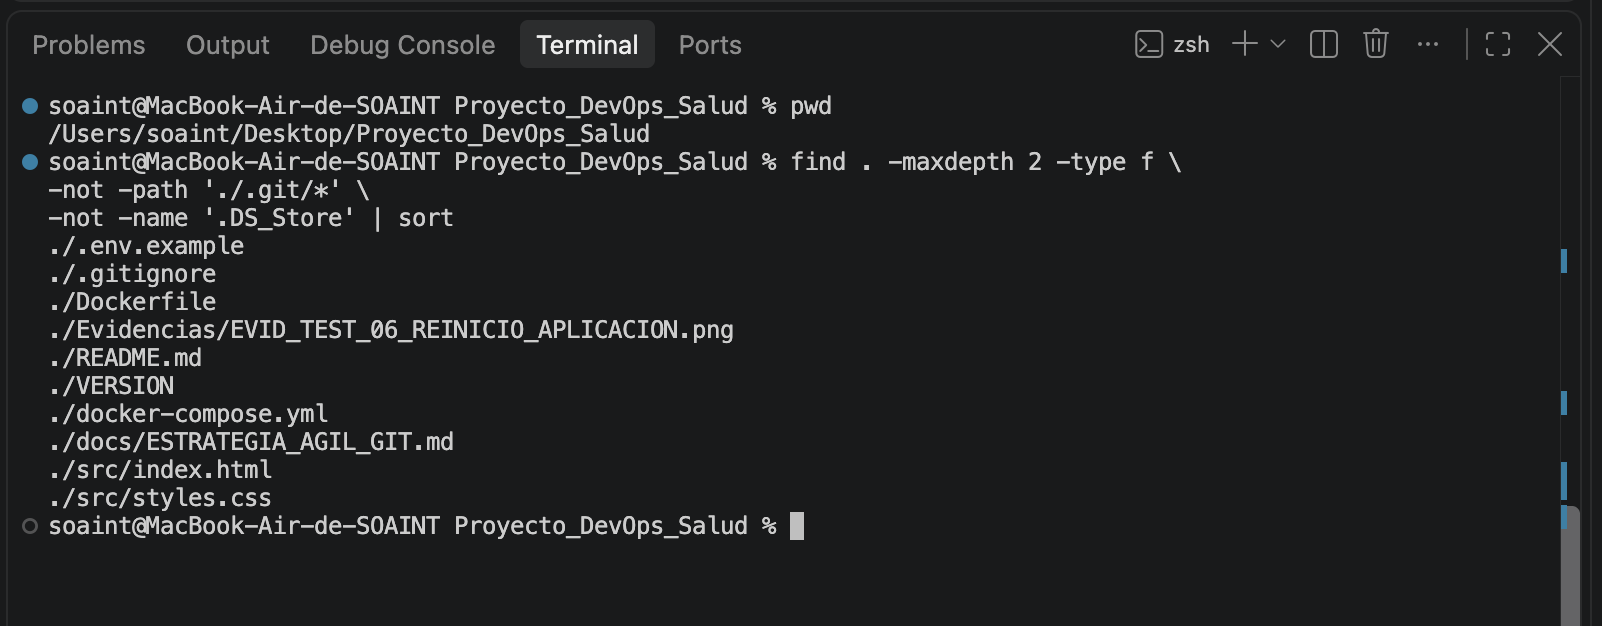 Problems Output Debug Console Terminal Ports zsh
soaint@MacBook-Air-de-SOAINT Proyecto_DevOps_Salud % pwd
/Users/soaint/Desktop/Proyecto_DevOps_Salud
soaint@MacBook-Air-de-SOAINT Proyecto_DevOps_Salud % find . -maxdepth 2 -type f \
-not -path './.git/*' \
-not -name '.DS_Store' | sort
./.env.example
./.gitignore
./Dockerfile
./Evidencias/EVID_TEST_06_REINICIO_APLICACION.png
./README.md
./VERSION
./docker-compose.yml
./docs/ESTRATEGIA_AGIL_GIT.md
./src/index.html
./src/styles.css
soaint@MacBook-Air-de-SOAINT Proyecto_DevOps_Salud %